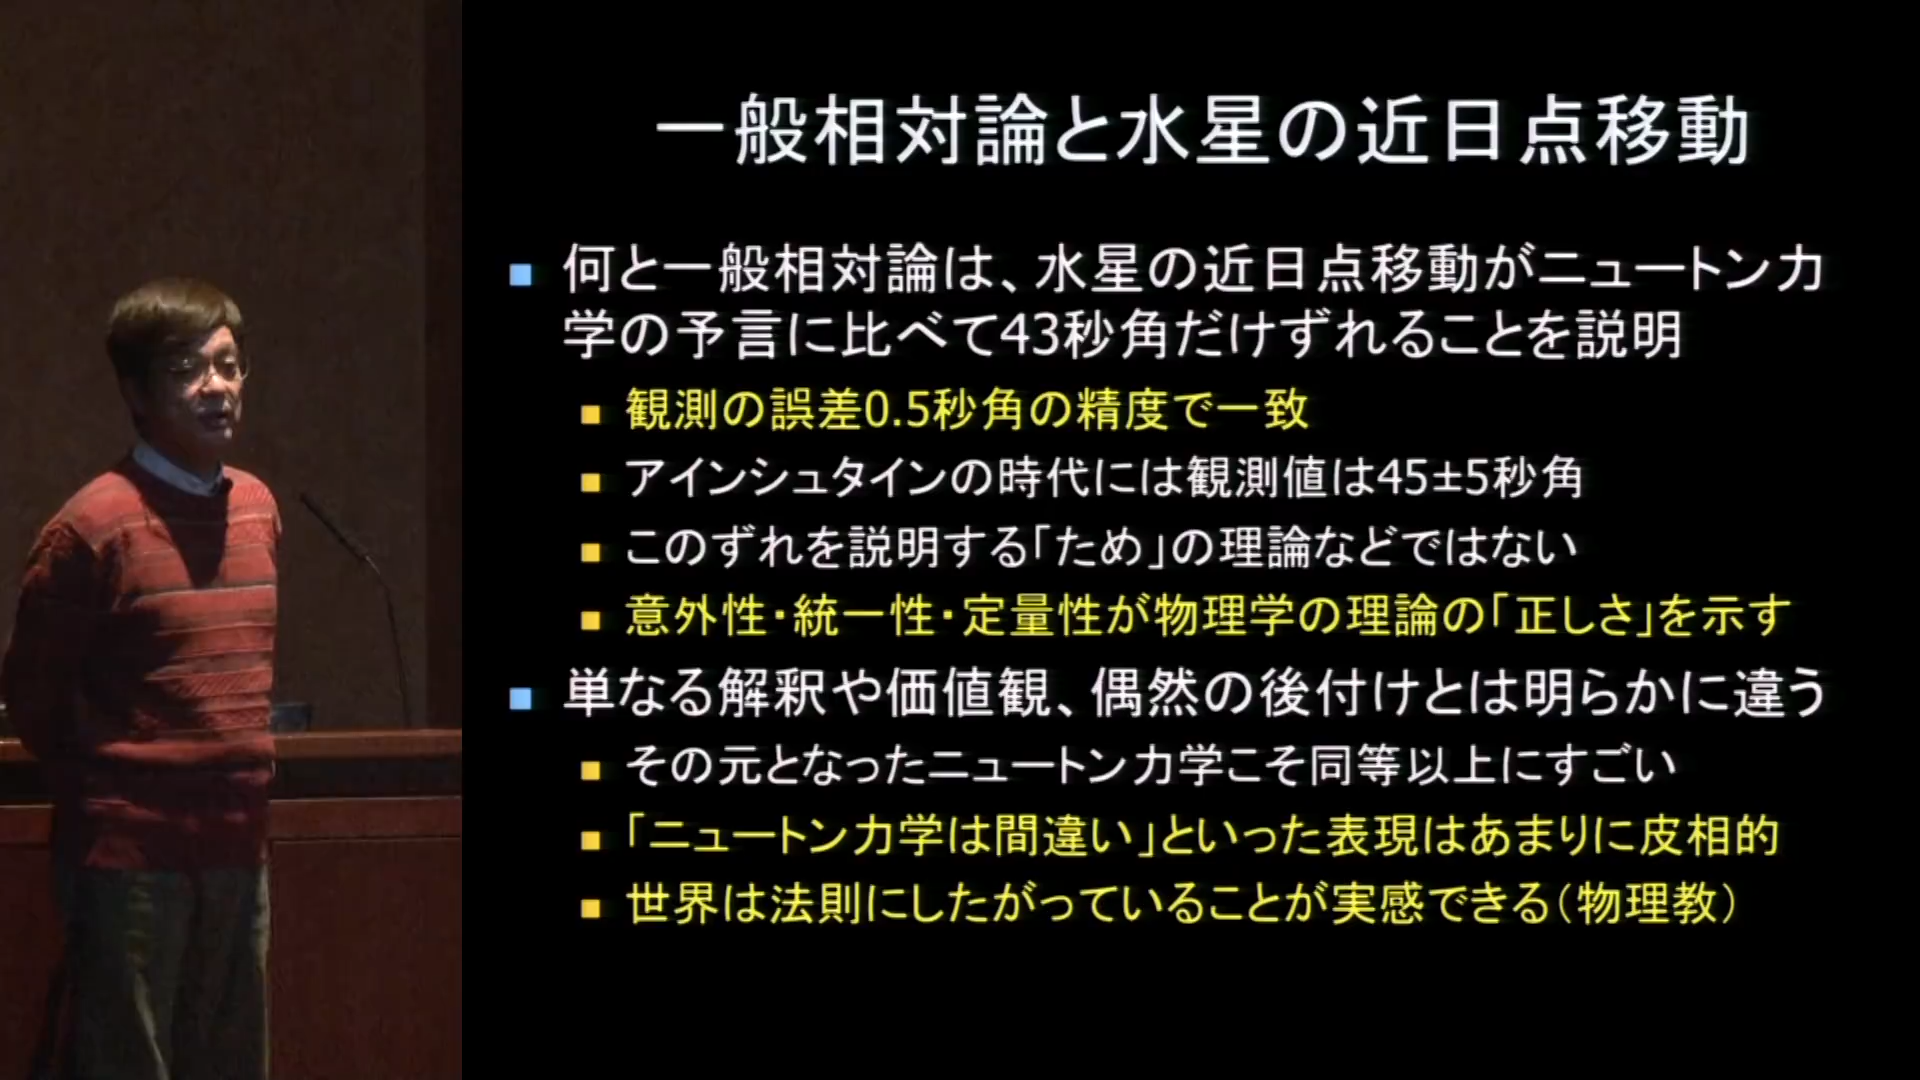 一般相対論と水星の近日点移動
何と一般相対論は、水星の近日点移動がニュートン力
学の予言に比べて43秒角だけずれることを説明
観測の誤差0.5秒角の精度で一致
アインシュタインの時代には観測値は45±5秒角
このずれを説明する「ため」の理論などではない
意外性・統一性・定量性が物理学の理論の「正しさ」を示す
単なる解釈や価値観、偶然の後付けとは明らかに違う
その元となったニュートン力学こそ同等以上にすごい
「ニュートン力学は間違い」といった表現はあまりに皮相的
世界は法則にしたがっていることが実感できる（物理教）